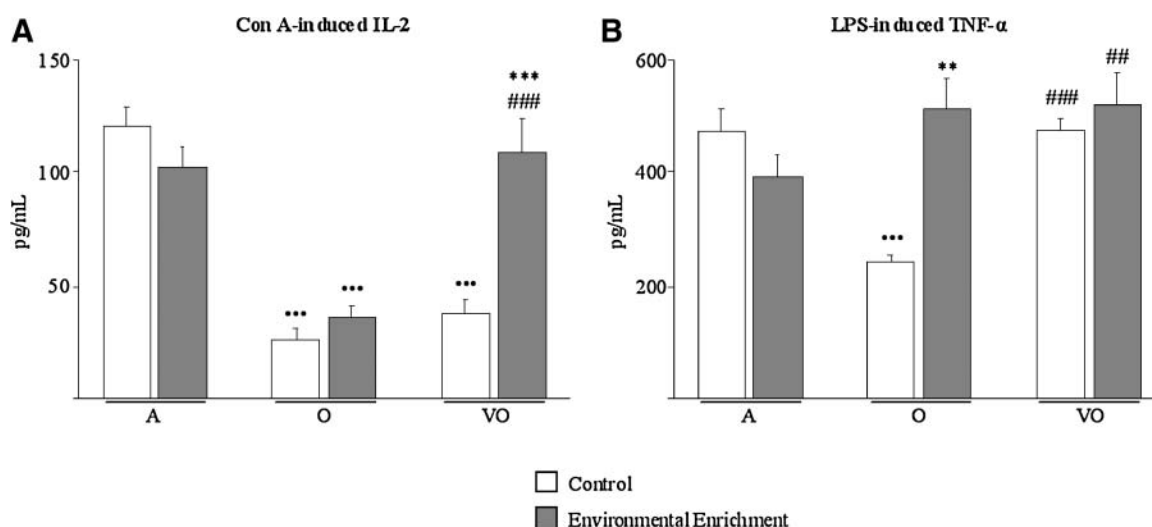 A
Con A-induced IL-2
150
100
50
pg/mL
•••
•••
•••
***
###
A
O
VO
B
LPS-induced TNF-α
600
400
200
pg/mL
•••
**
###
##
A
O
VO
Control
Environmental Enrichment